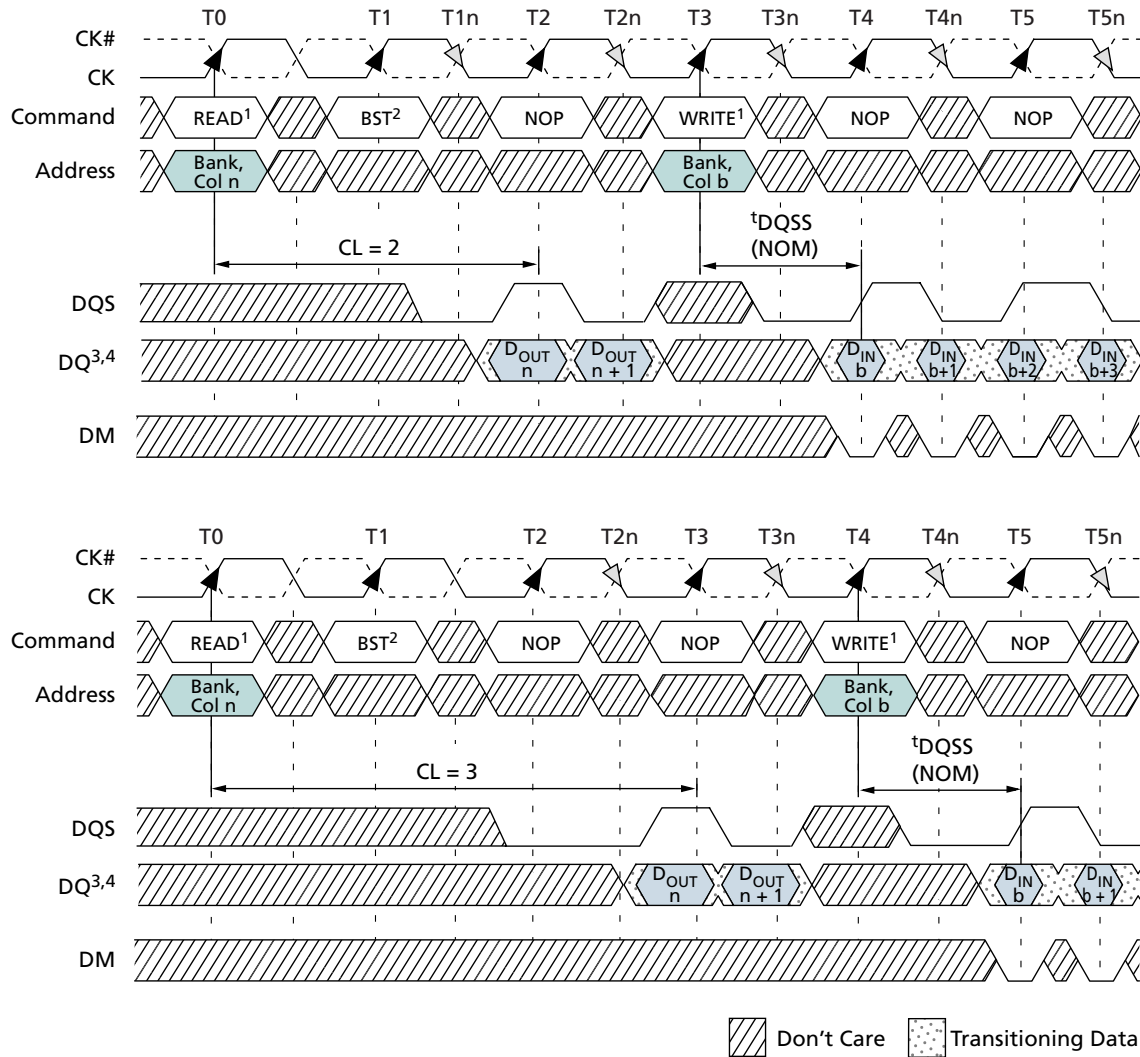 T0 T1 T1n T2 T2n T3 T3n T4 T4n T5 T5n
CK#
CK
Command READ¹ BST² NOP WRITE¹ NOP NOP
Address Bank, Col n Bank, Col b
CL = 2 ᵗDQSS (NOM)
DQS
DQ³,⁴ DOUT n DOUT n + 1 DIN b DIN b+1 DIN b+2 DIN b+3
DM
T0 T1 T2 T2n T3 T3n T4 T4n T5 T5n
CK#
CK
Command READ¹ BST² NOP NOP WRITE¹ NOP
Address Bank, Col n Bank, Col b
CL = 3 ᵗDQSS (NOM)
DQS
DQ³,⁴ DOUT n DOUT n + 1 DIN b DIN b + 1
DM
Don't Care Transitioning Data